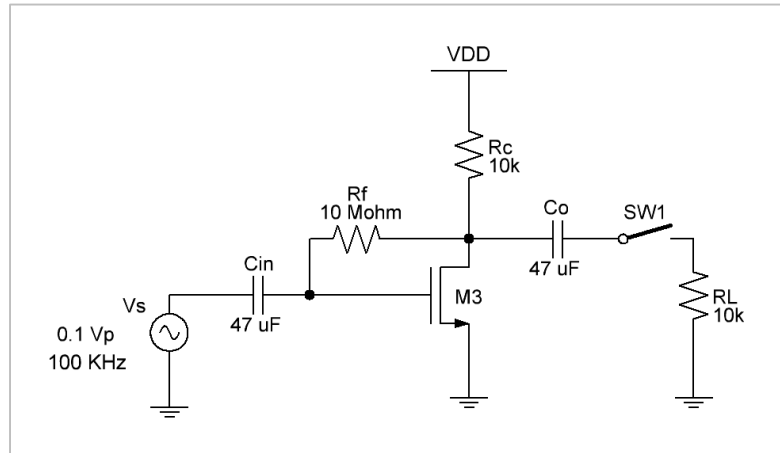 VDD
Rc
10k
Rf
10 Mohm
Co
47 uF
SW1
Cin
47 uF
M3
RL
10k
Vs
0.1 Vp
100 KHz